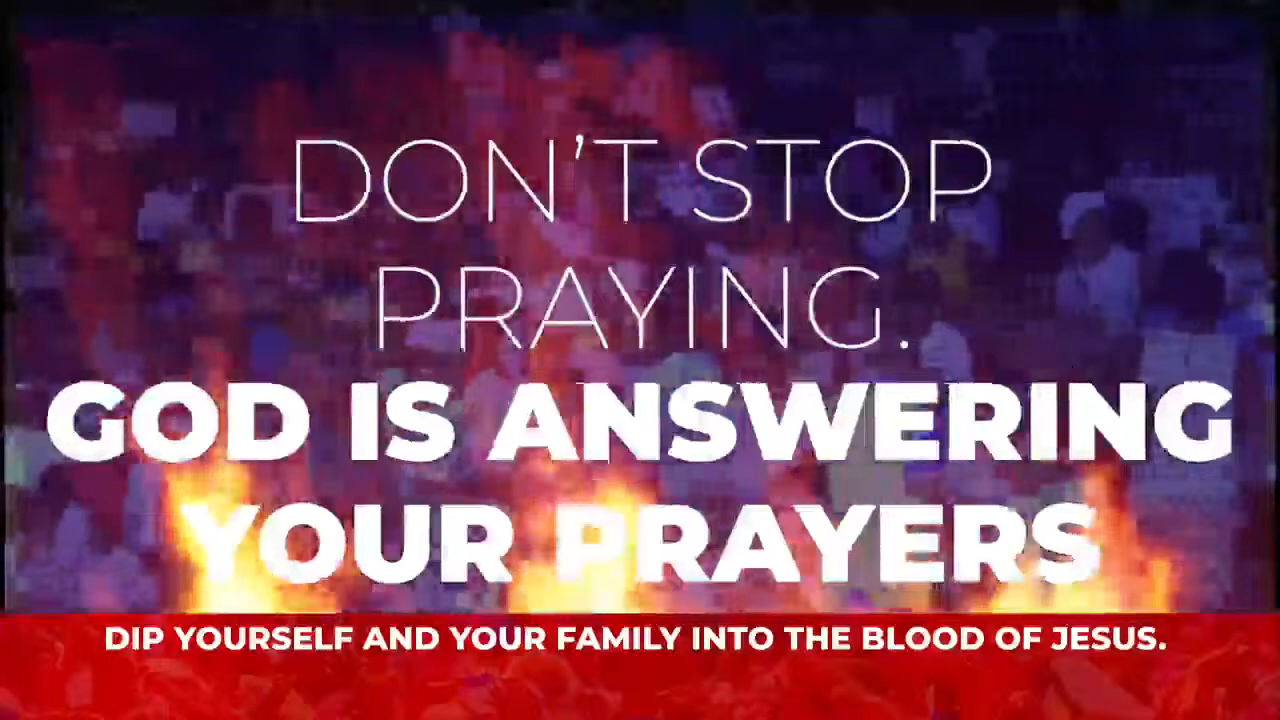 DON'T STOP
PRAYING.
GOD IS ANSWERING
YOUR PRAYERS
DIP YOURSELF AND YOUR FAMILY INTO THE BLOOD OF JESUS.